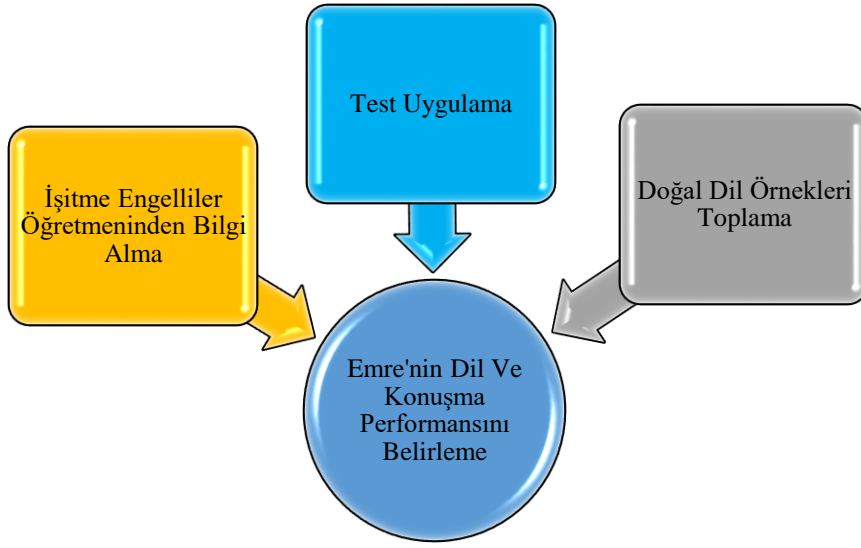 İşitme Engelliler
Öğretmeninden Bilgi
Alma
Test Uygulama
Doğal Dil Örnekleri
Toplama
Emre'nin Dil Ve
Konuşma
Performansını
Belirleme